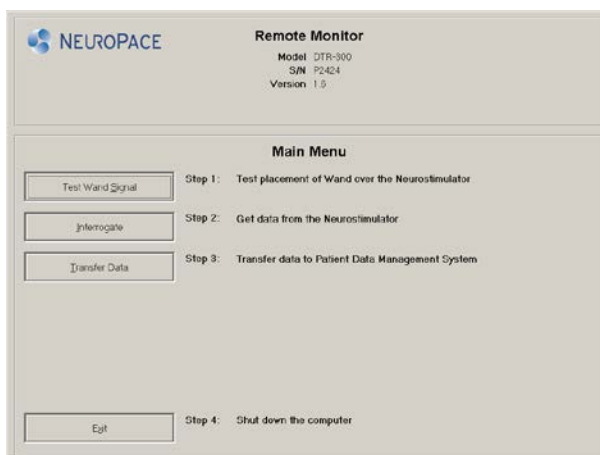 NEUROPACE
Remote Monitor
Model DTR-300
S/N P2424
Version 1.6
Main Menu
Test Wand Signal Step 1: Test placement of Wand over the Neurostimulator
Interrogate Step 2: Get data from the Neurostimulator
Transfer Data Step 3: Transfer data to Patient Data Management System
Exit Step 4: Shut down the computer